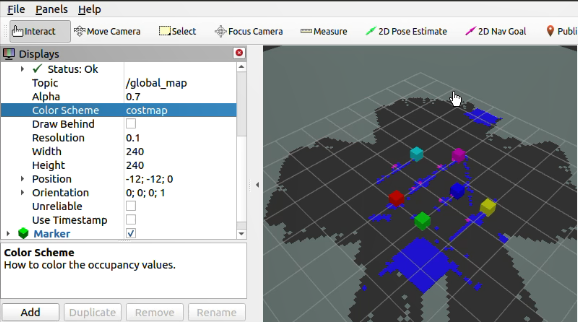 File Panels Help
Interact Move Camera Select Focus Camera Measure 2D Pose Estimate 2D Nav Goal Publi
Displays
Status: Ok
Topic /global_map
Alpha 0.7
Color Scheme costmap
Draw Behind
Resolution 0.1
Width 240
Height 240
Position -12; -12; 0
Orientation 0; 0; 0; 1
Unreliable
Use Timestamp
Marker
Color Scheme
How to color the occupancy values.
Add Duplicate Remove Rename